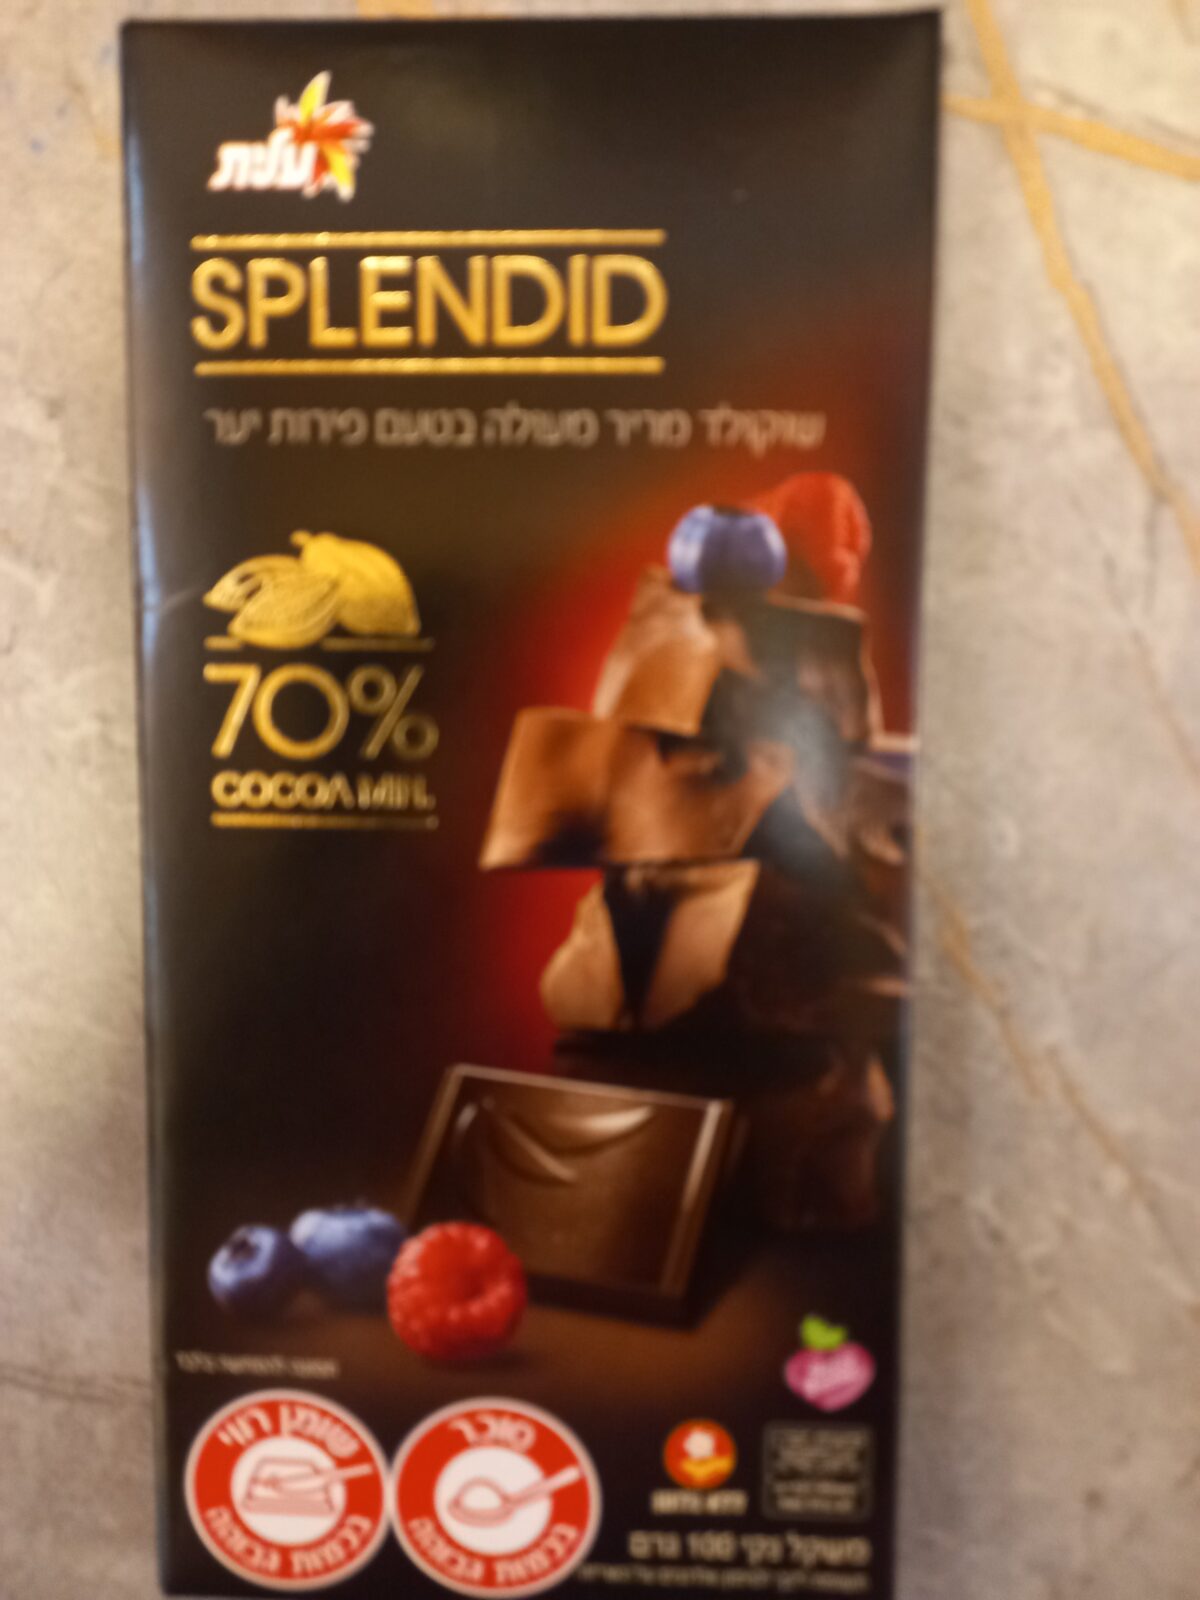 עלית
SPLENDID
שוקולד מריר מעולה בטעם פירות יער
70%
COCOA MIN.
שומן רווי
בכמות גבוהה
סוכר
בכמות גבוהה
משקל נקי 100 גרם